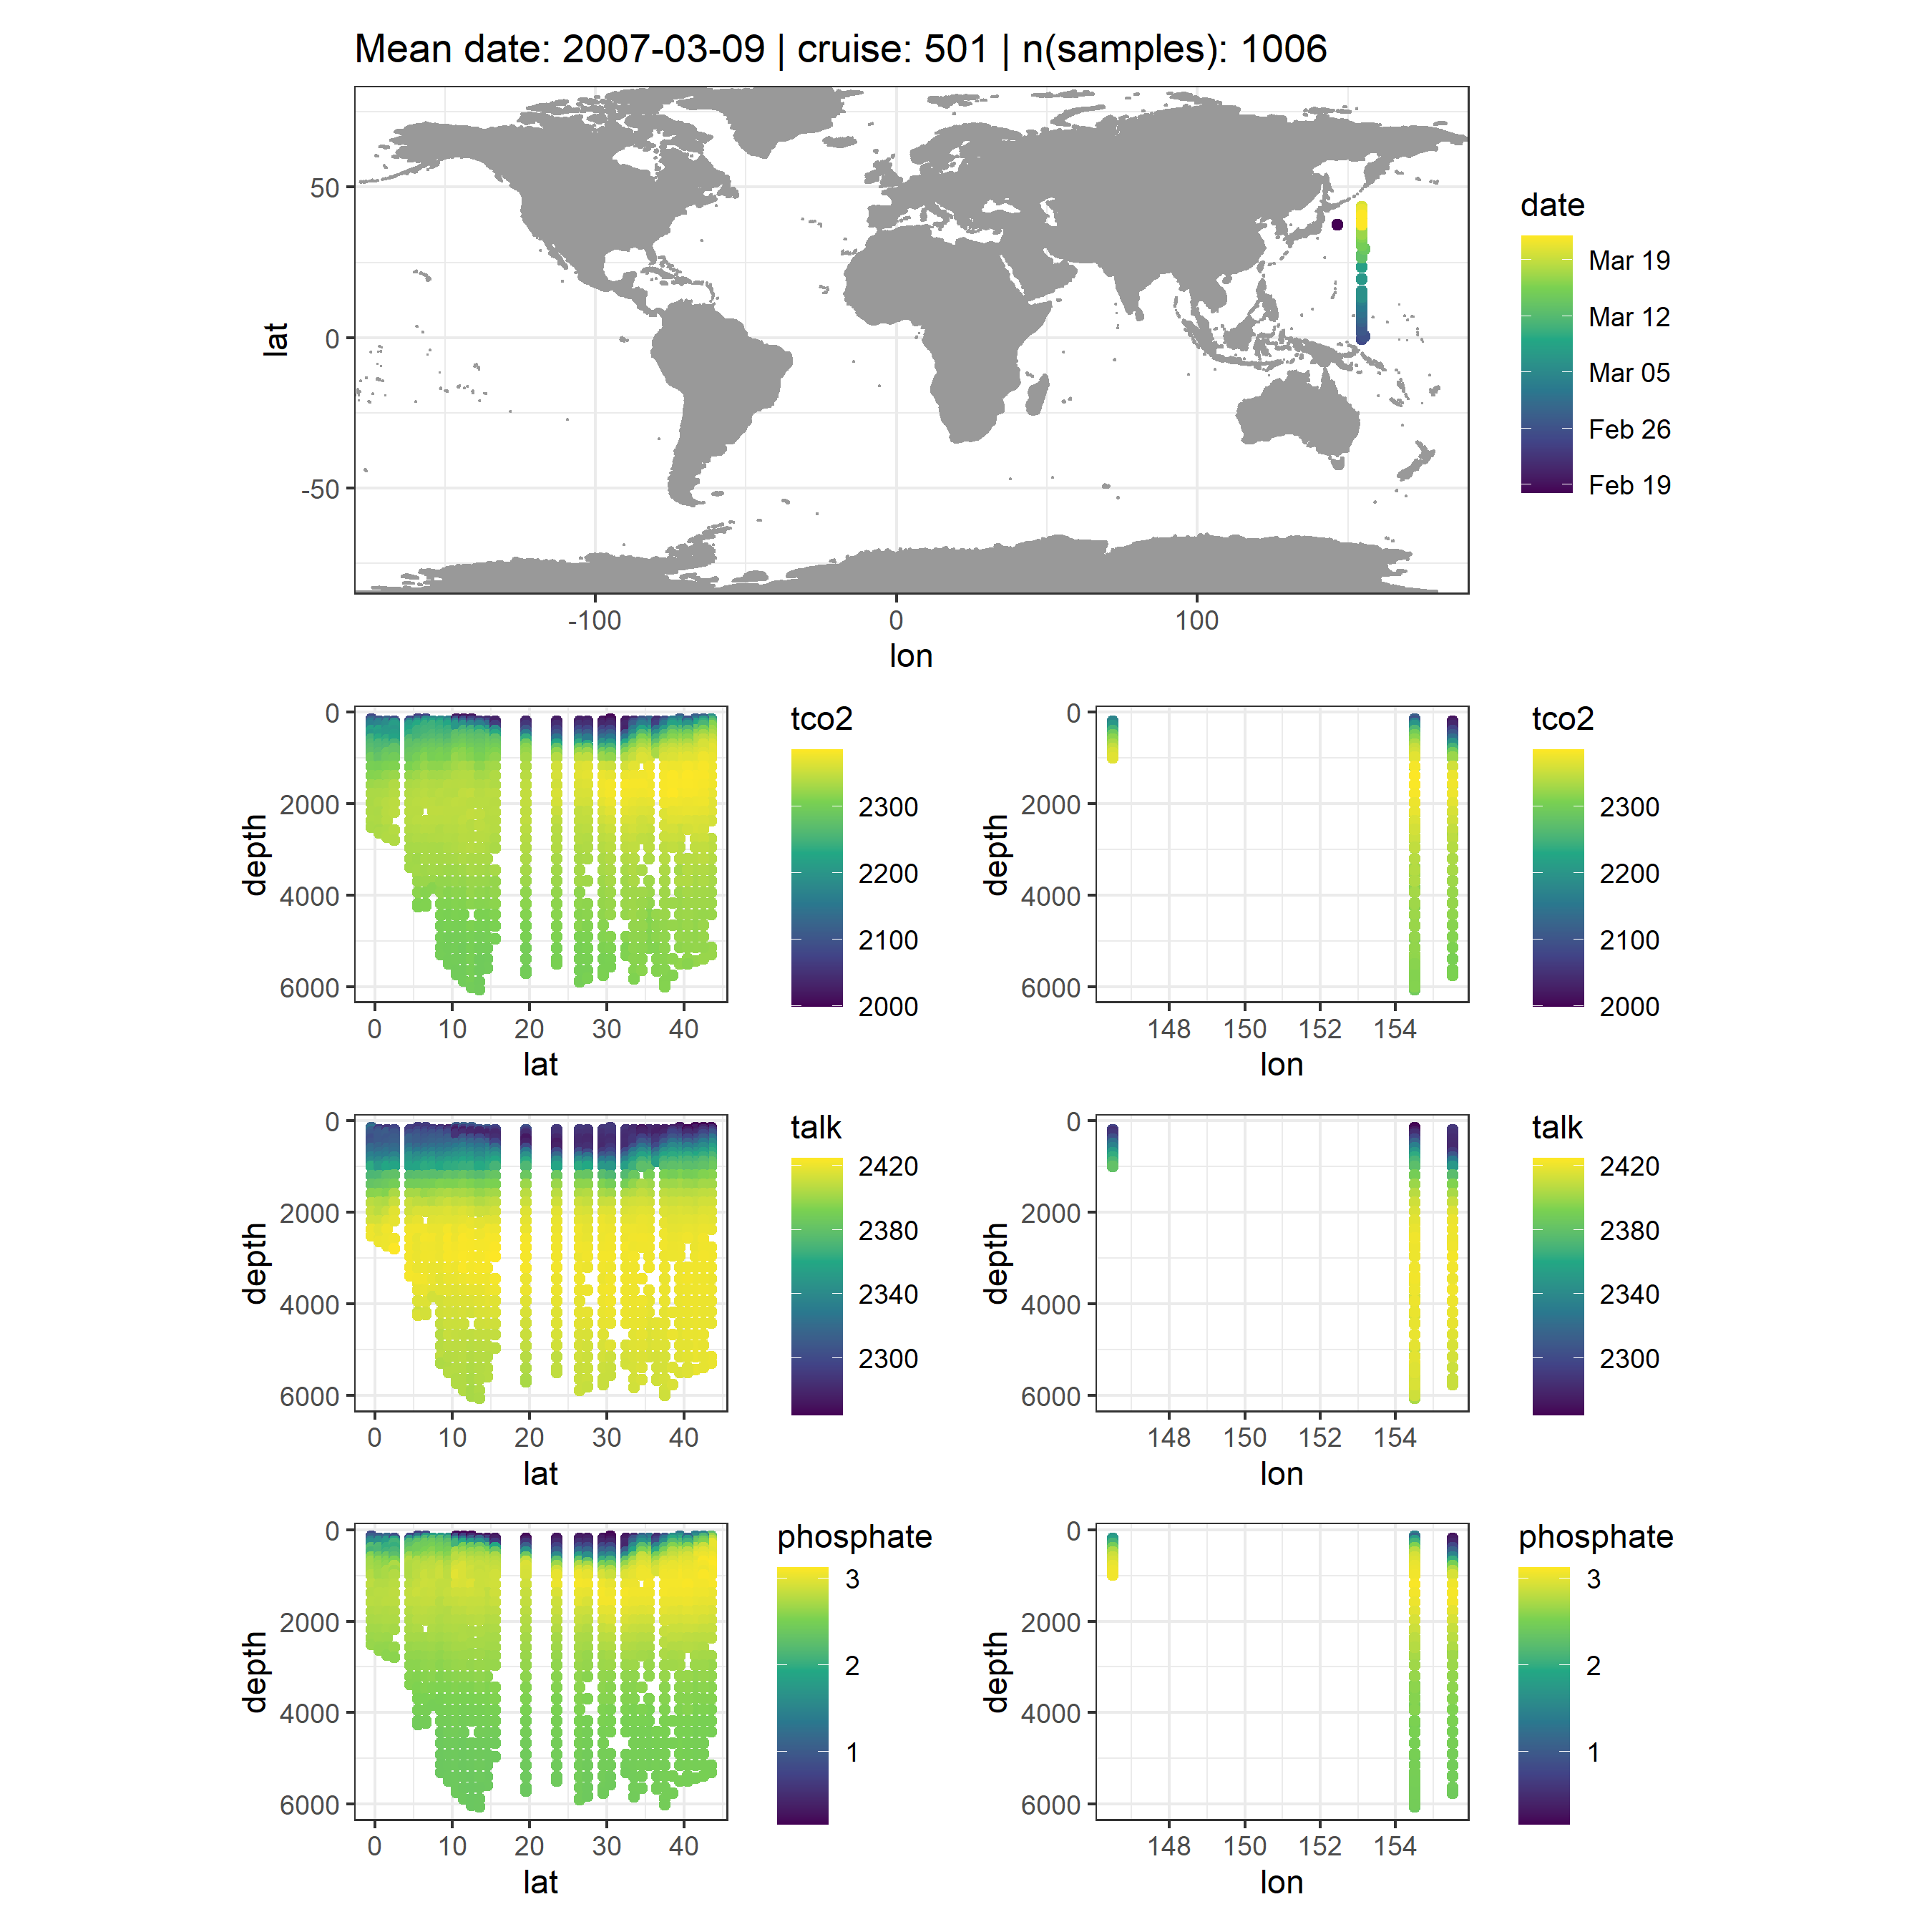 Mean date: 2007-03-09 | cruise: 501 | n(samples): 1006
50
0
-50
lat
-100 0 100
lon
date
Mar 19
Mar 12
Mar 05
Feb 26
Feb 19
0
2000
4000
6000
depth
0 10 20 30 40
lat
tco2
2300
2200
2100
2000
0
2000
4000
6000
depth
148 150 152 154
lon
tco2
2300
2200
2100
2000
0
2000
4000
6000
depth
0 10 20 30 40
lat
talk
2420
2380
2340
2300
0
2000
4000
6000
depth
148 150 152 154
lon
talk
2420
2380
2340
2300
0
2000
4000
6000
depth
0 10 20 30 40
lat
phosphate
3
2
1
0
2000
4000
6000
depth
148 150 152 154
lon
phosphate
3
2
1